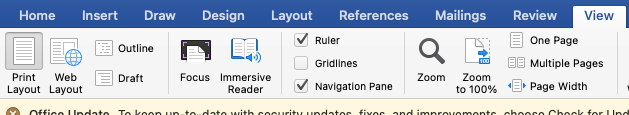 Home Insert Draw Design Layout References Mailings Review View
Print Layout
Web Layout
Outline
Draft
Focus
Immersive Reader
Ruler
Gridlines
Navigation Pane
Zoom
100
Zoom to 100%
One Page
Multiple Pages
Page Width
Office Update To keep up-to-date with security updates, fixes, and improvements, choose Check for Upd